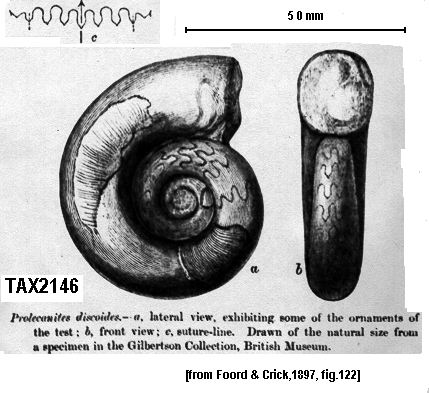 c
5 0 mm
a
b
TAX2146
Prolecanites discoides.—a, lateral view, exhibiting some of the ornaments of
the test; b, front view; c, suture-line. Drawn of the natural size from
a specimen in the Gilbertson Collection, British Museum.
[from Foord & Crick,1897, fig.122]